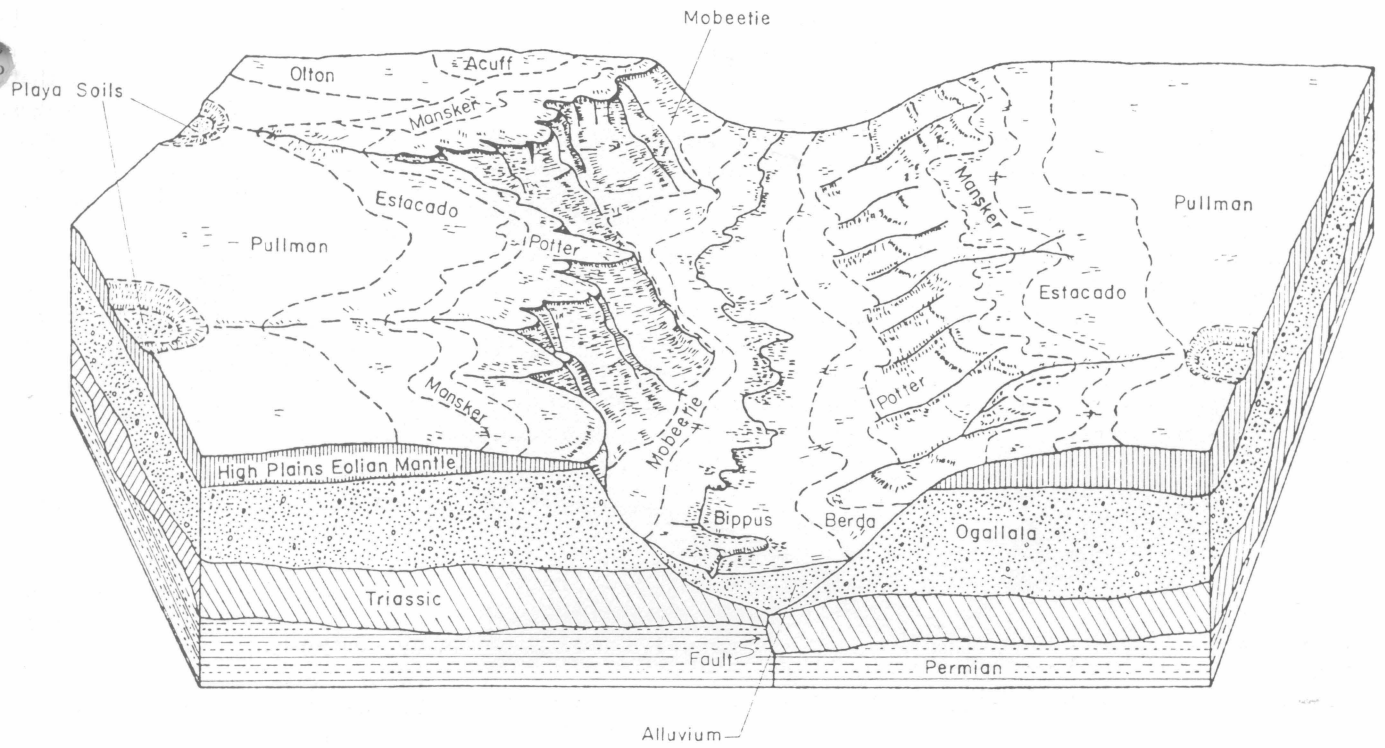 Mobeetie
Acuff
Olton
Playa Soils
Mansker
Mansker
Estacado
Pullman
Pullman
Potter
Estacado
Mansker
Potter
Mobeetie
High Plains Eolian Mantle
Bippus
Berda
Ogallala
Triassic
Fault
Permian
Alluvium